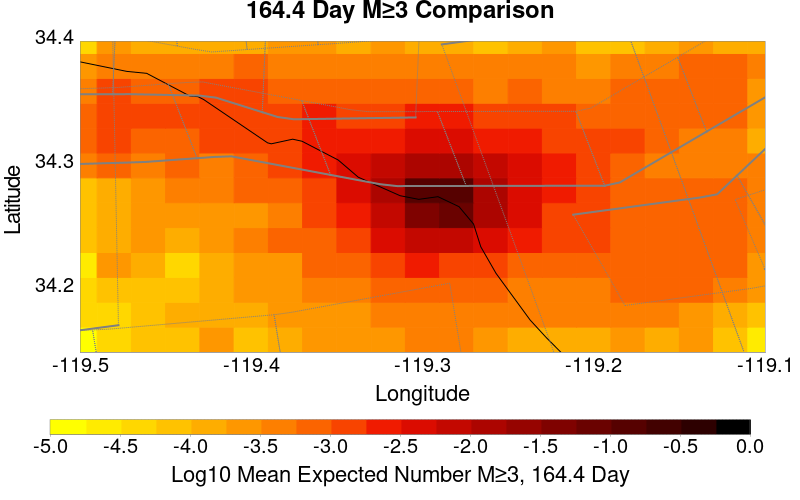 164.4 Day M≥3 Comparison
34.4
34.3
34.2
Latitude
-119.5 -119.4 -119.3 -119.2 -119.1
Longitude
-5.0 -4.5 -4.0 -3.5 -3.0 -2.5 -2.0 -1.5 -1.0 -0.5 0.0
Log10 Mean Expected Number M≥3, 164.4 Day